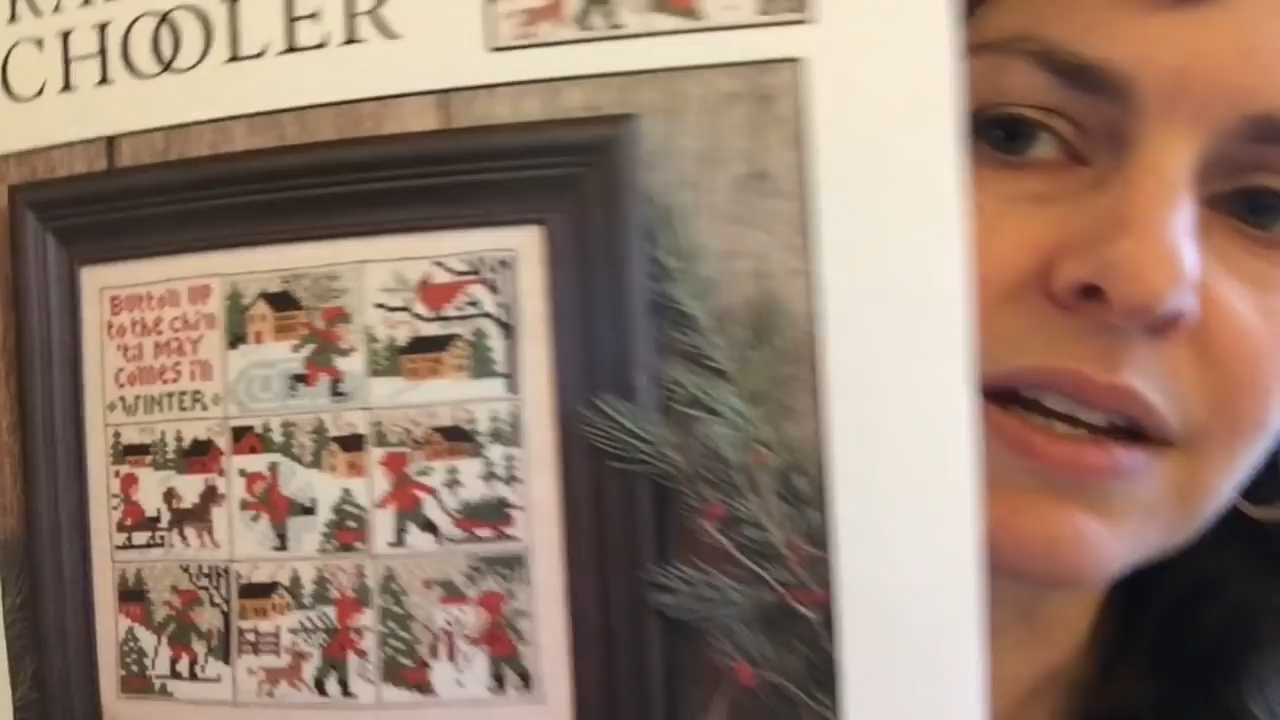 CHOOLER
Button up
to the chin
'til MAY
Comes in
WINTER